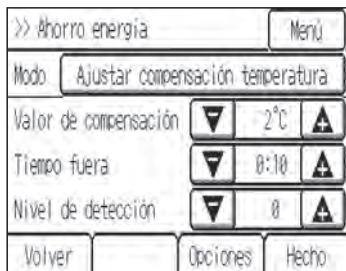 >> Ahorro energía Menú
Modo Ajustar compensación temperatura
Valor de compensación 2°C
Tiempo fuera 0:10
Nivel de detección 0
Volver Opciones Hecho